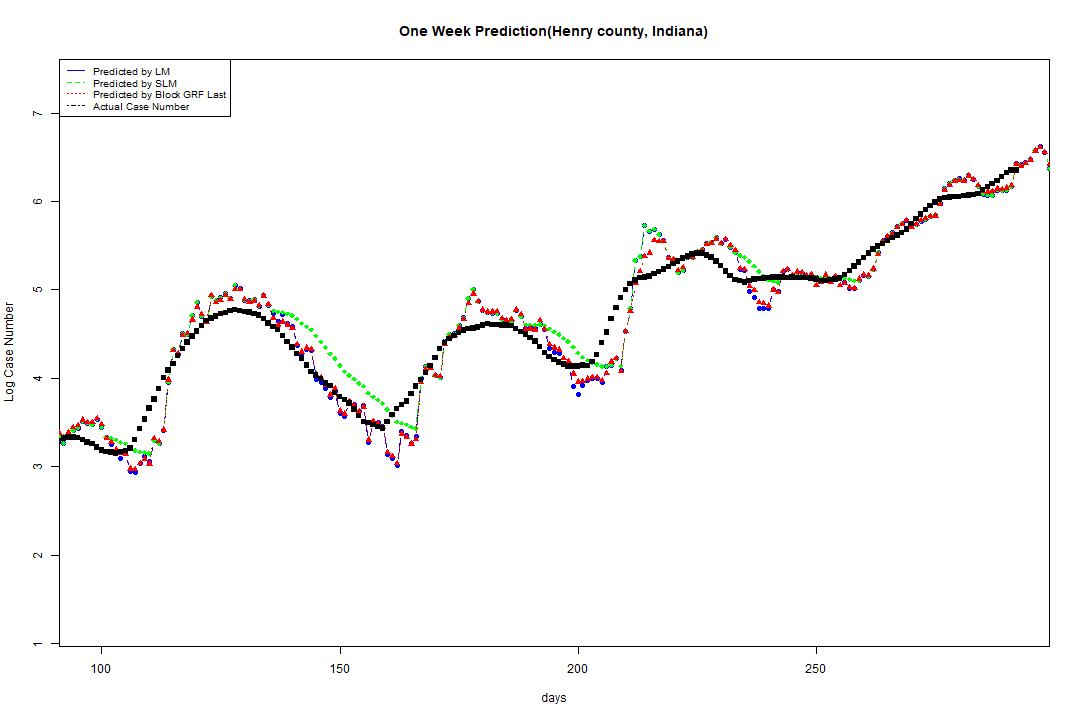 One Week Prediction(Henry county, Indiana)
Predicted by LM
Predicted by SLM
Predicted by Block GRF Last
Actual Case Number
7
6
5
4
3
2
1
Log Case Number
100 150 200 250
days